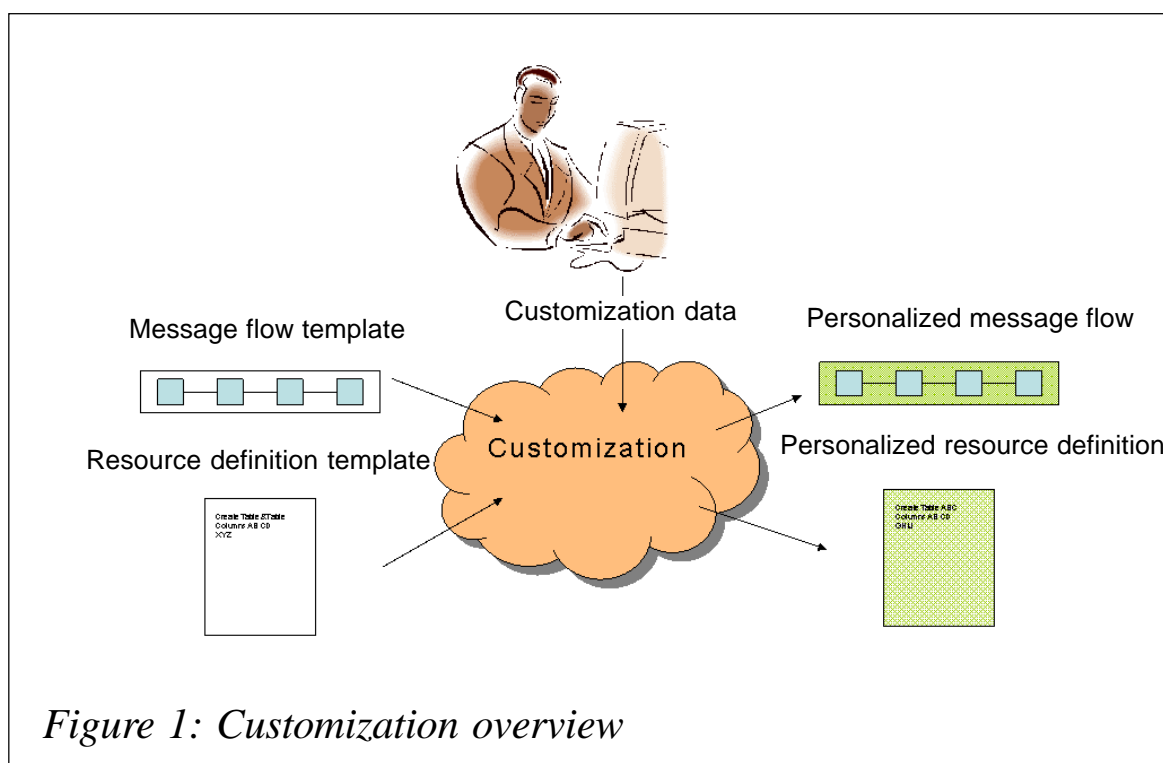 Customization data
Message flow template
Personalized message flow
Customization
Resource definition template
Personalized resource definition
Create Table &Table
Columns AB CD
XYZ
Create Table ABC
Columns AB CD
Figure 1: Customization overview